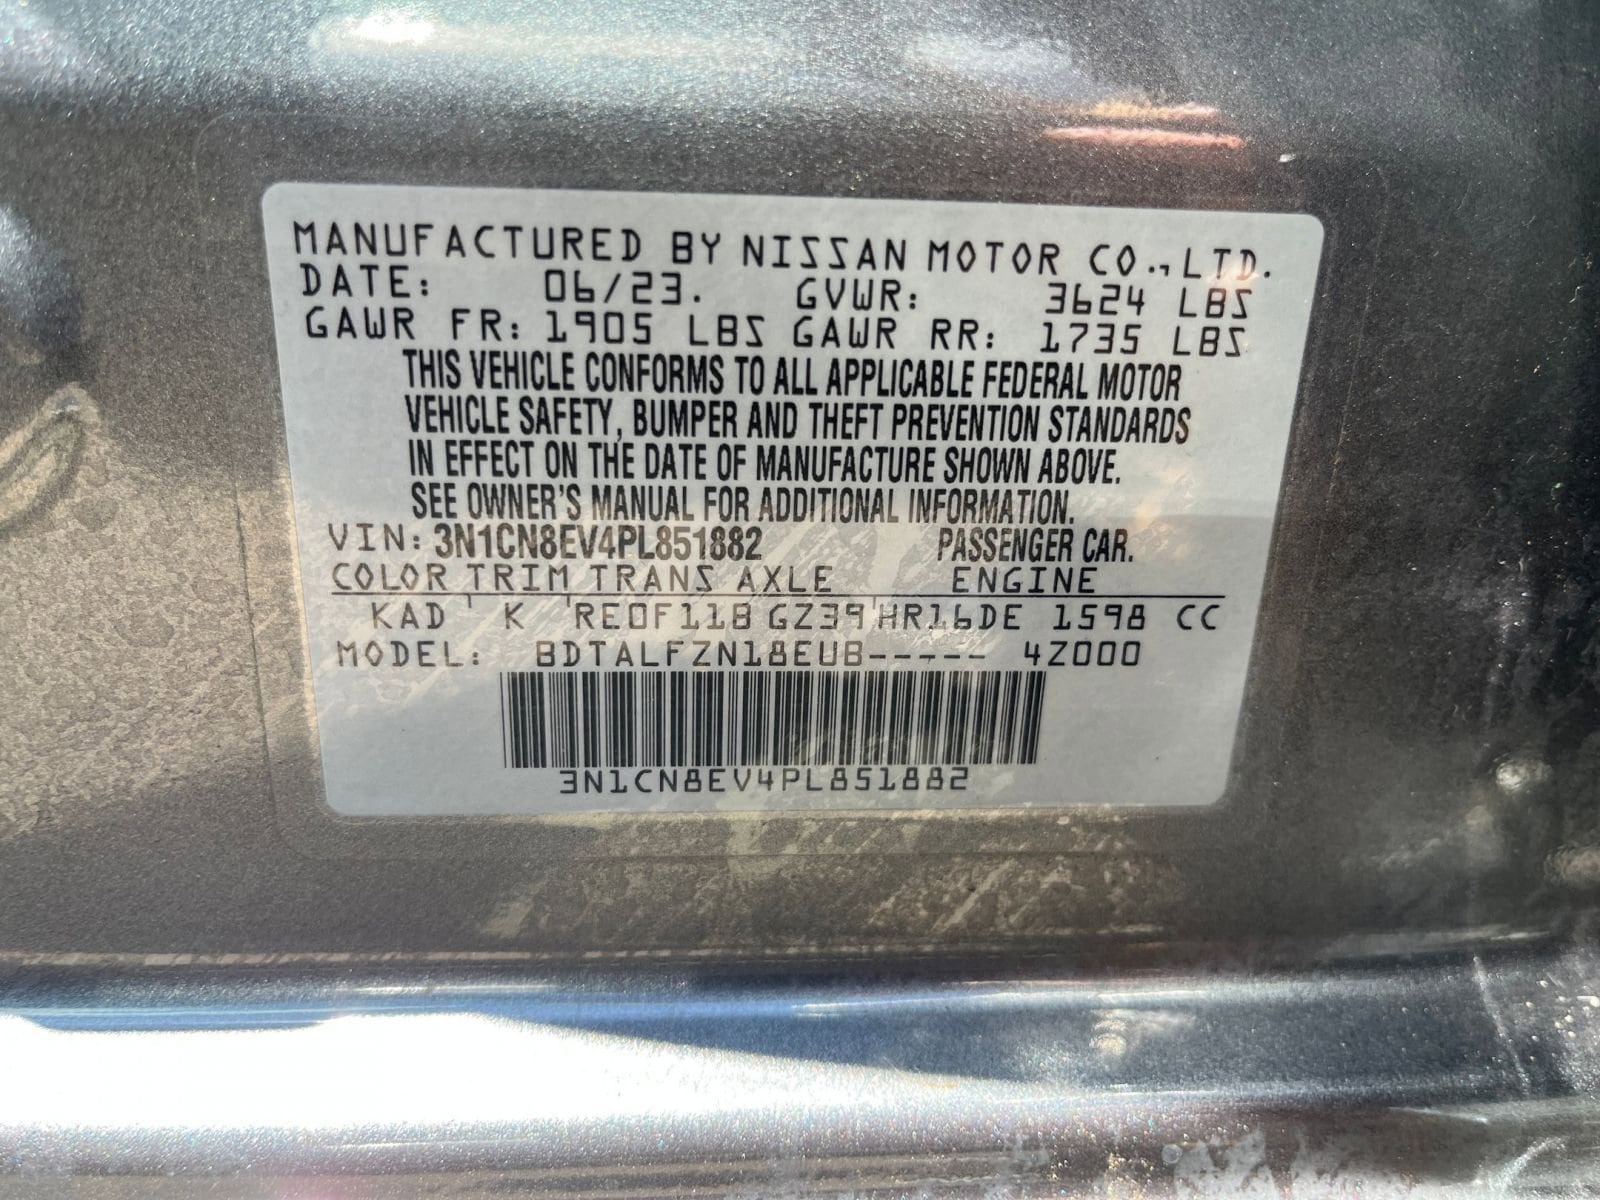 MANUFACTURED BY NISSAN MOTOR CO., LTD.
DATE: 06/23. GVWR: 3624 LBS
GAWR FR: 1905 LBS GAWR RR: 1735 LBS
THIS VEHICLE CONFORMS TO ALL APPLICABLE FEDERAL MOTOR
VEHICLE SAFETY, BUMPER AND THEFT PREVENTION STANDARDS
IN EFFECT ON THE DATE OF MANUFACTURE SHOWN ABOVE.
SEE OWNER'S MANUAL FOR ADDITIONAL INFORMATION.
VIN: 3N1CN8EV4PL851882 PASSENGER CAR.
COLOR TRIM TRANS AXLE ENGINE
KAD K RE0F11B GZ39 HR16DE 1598 CC
MODEL: BDTALFZN18EUB----- 4Z000
3N1CN8EV4PL851882